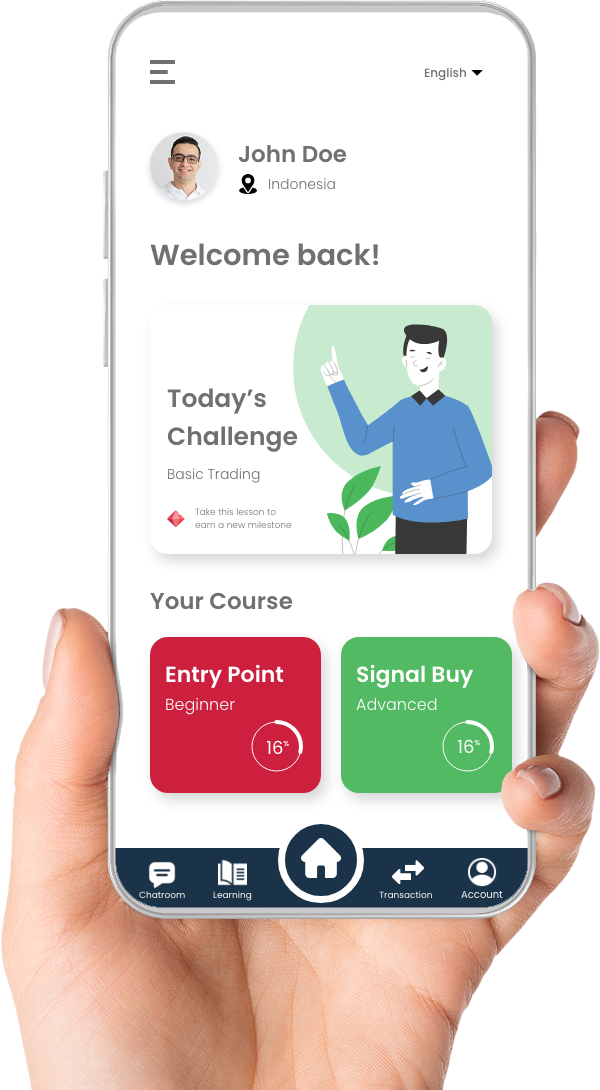 English
John Doe
Indonesia
Welcome back!
Today’s
Challenge
Basic Trading
Take this lesson to
earn a new milestone
Your Course
Entry Point
Beginner
16%
Signal Buy
Advanced
16%
Chatroom
Learning
Transaction
Account